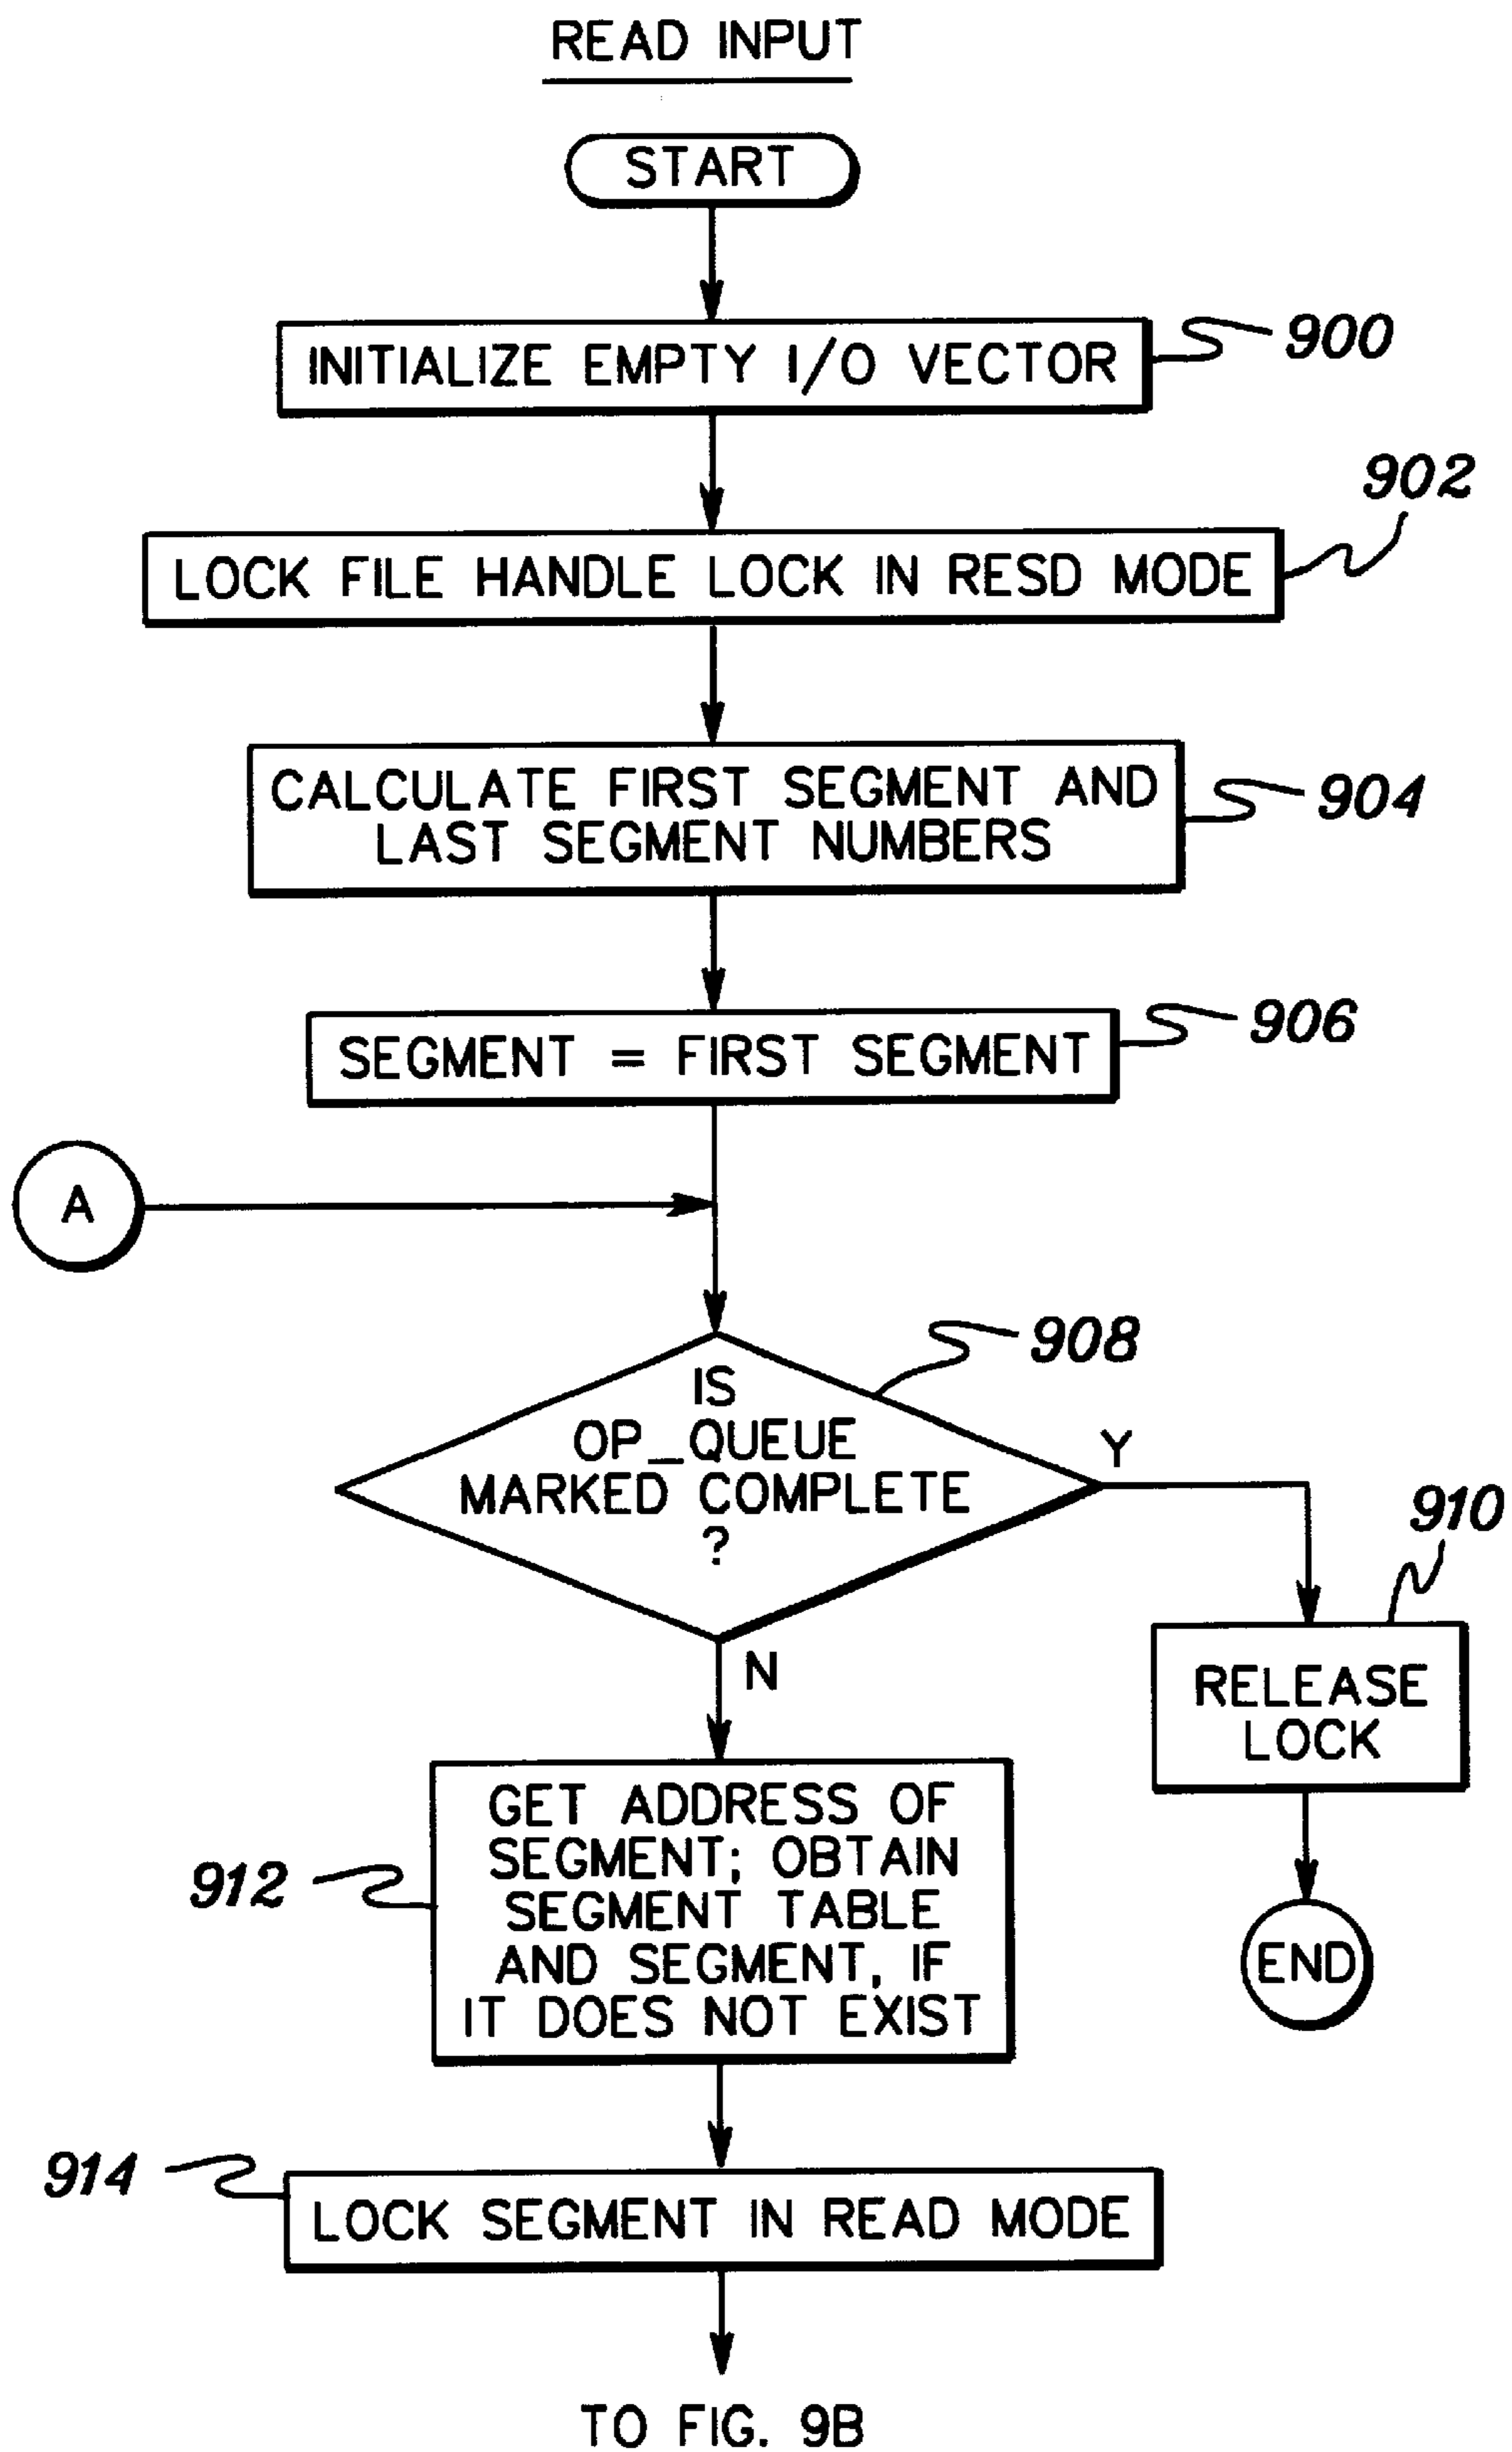 READ INPUT
START
INITIALIZE EMPTY I/O VECTOR
900
902
LOCK FILE HANDLE LOCK IN RESD MODE
CALCULATE FIRST SEGMENT AND
LAST SEGMENT NUMBERS
904
SEGMENT = FIRST SEGMENT
906
A
908
IS
OP_QUEUE
MARKED COMPLETE
?
Y
910
N
RELEASE
LOCK
GET ADDRESS OF
SEGMENT; OBTAIN
SEGMENT TABLE
AND SEGMENT, IF
IT DOES NOT EXIST
912
END
914
LOCK SEGMENT IN READ MODE
TO FIG. 9B